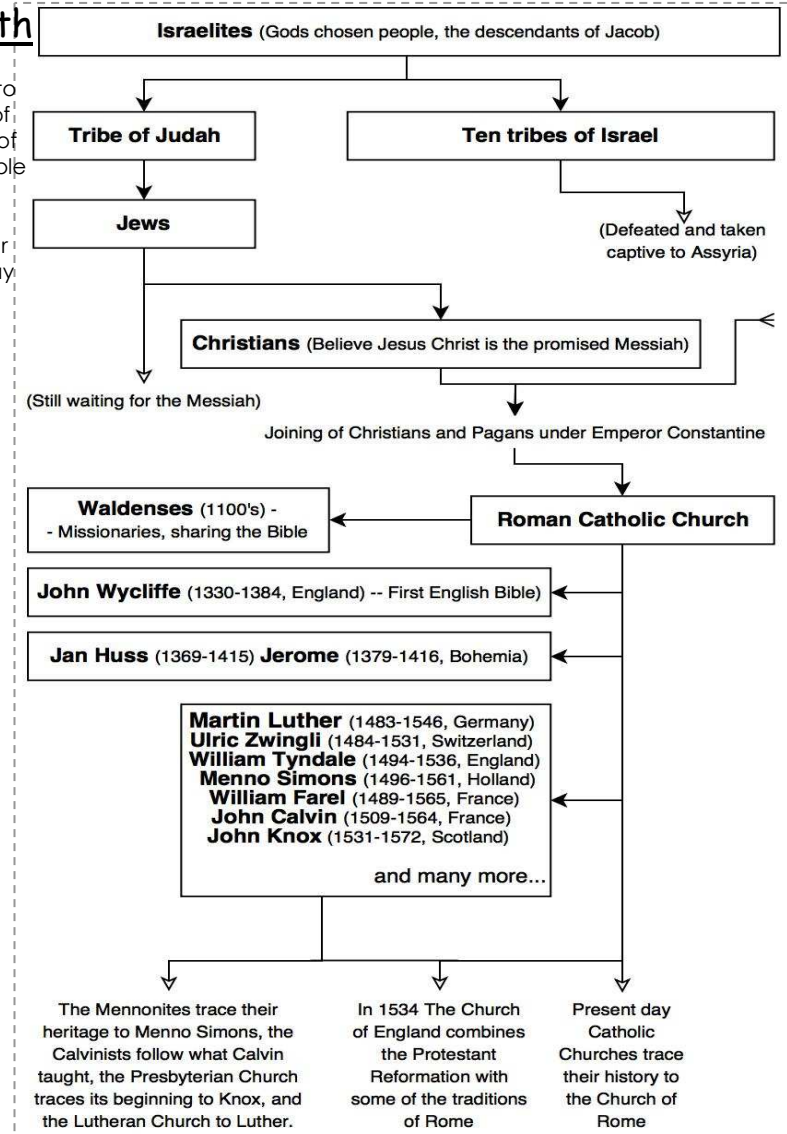 th
Israelites (Gods chosen people, the descendants of Jacob)
to
of
of
ble
r
ay
Tribe of Judah
Ten tribes of Israel
Jews
(Defeated and taken
captive to Assyria)
Christians (Believe Jesus Christ is the promised Messiah)
(Still waiting for the Messiah)
Joining of Christians and Pagans under Emperor Constantine
Waldenses (1100's) -
- Missionaries, sharing the Bible
Roman Catholic Church
John Wycliffe (1330-1384, England) -- First English Bible)
Jan Huss (1369-1415) Jerome (1379-1416, Bohemia)
Martin Luther (1483-1546, Germany)
Ulric Zwingli (1484-1531, Switzerland)
William Tyndale (1494-1536, England)
Menno Simons (1496-1561, Holland)
William Farel (1489-1565, France)
John Calvin (1509-1564, France)
John Knox (1531-1572, Scotland)
and many more...
The Mennonites trace their
heritage to Menno Simons, the
Calvinists follow what Calvin
taught, the Presbyterian Church
traces its beginning to Knox, and
the Lutheran Church to Luther.
In 1534 The Church
of England combines
the Protestant
Reformation with
some of the traditions
of Rome
Present day
Catholic
Churches trace
their history to
the Church of
Rome